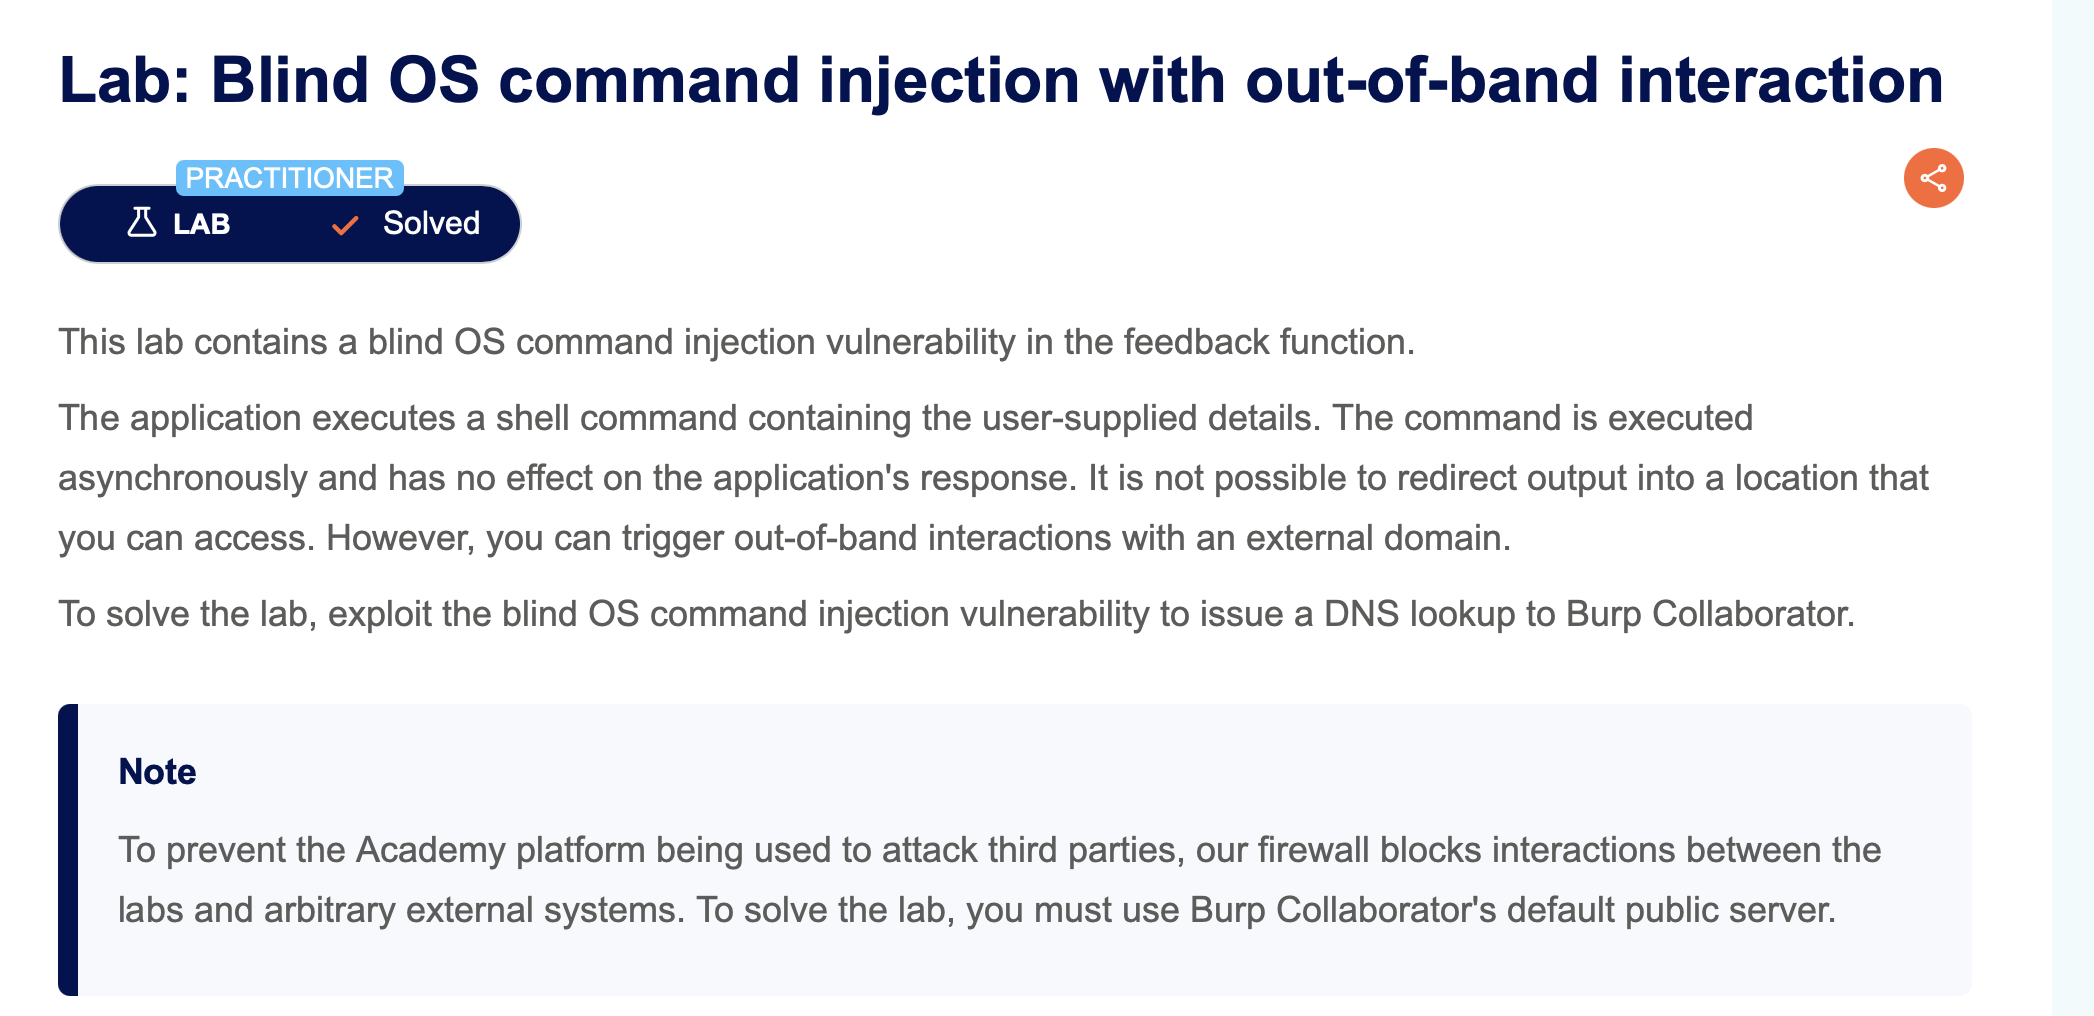 Lab: Blind OS command injection with out-of-band interaction
PRACTITIONER
LAB
Solved
This lab contains a blind OS command injection vulnerability in the feedback function.
The application executes a shell command containing the user-supplied details. The command is executed
asynchronously and has no effect on the application's response. It is not possible to redirect output into a location that
you can access. However, you can trigger out-of-band interactions with an external domain.
To solve the lab, exploit the blind OS command injection vulnerability to issue a DNS lookup to Burp Collaborator.
Note
To prevent the Academy platform being used to attack third parties, our firewall blocks interactions between the
labs and arbitrary external systems. To solve the lab, you must use Burp Collaborator's default public server.